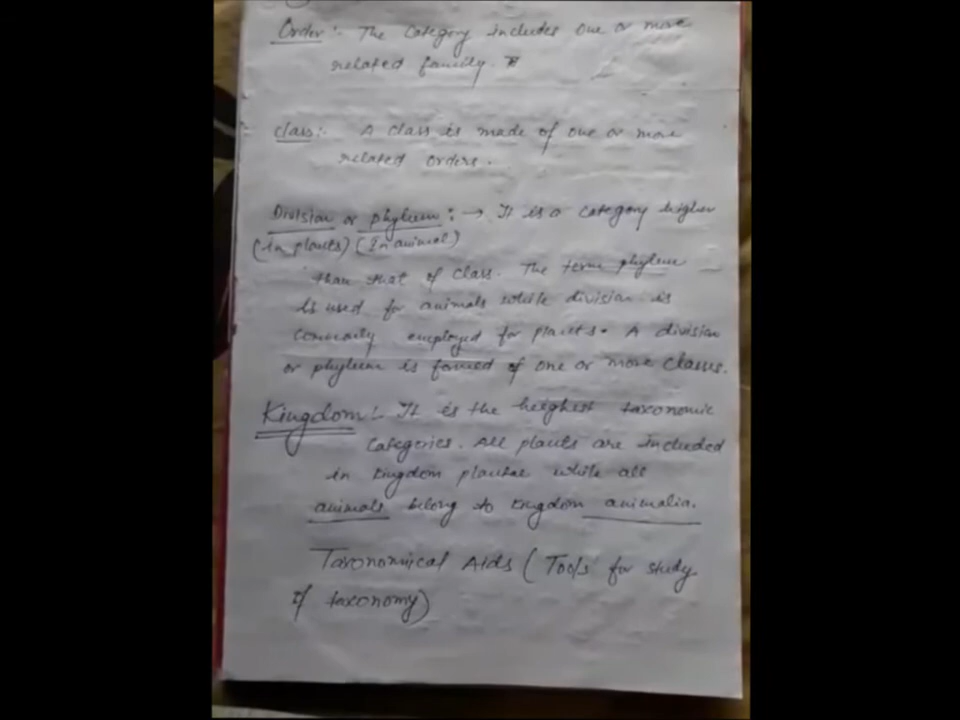 Order :- The Category includes one or more
related family.
Class :- A class is made of one or more
related orders.
Division or phylum : → It is a category higher
(in plants) (In animal)
than that of class. The term phylum
is used for animals while division is
commonly employed for plants. A division
or phylum is formed of one or more classes.
Kingdom :- It is the heighest taxonomic
Categories. All plants are included
in Kingdom plantae while all
animals belong to Kingdom animalia.
Taxonomical Aids (Tools for study
of taxonomy)